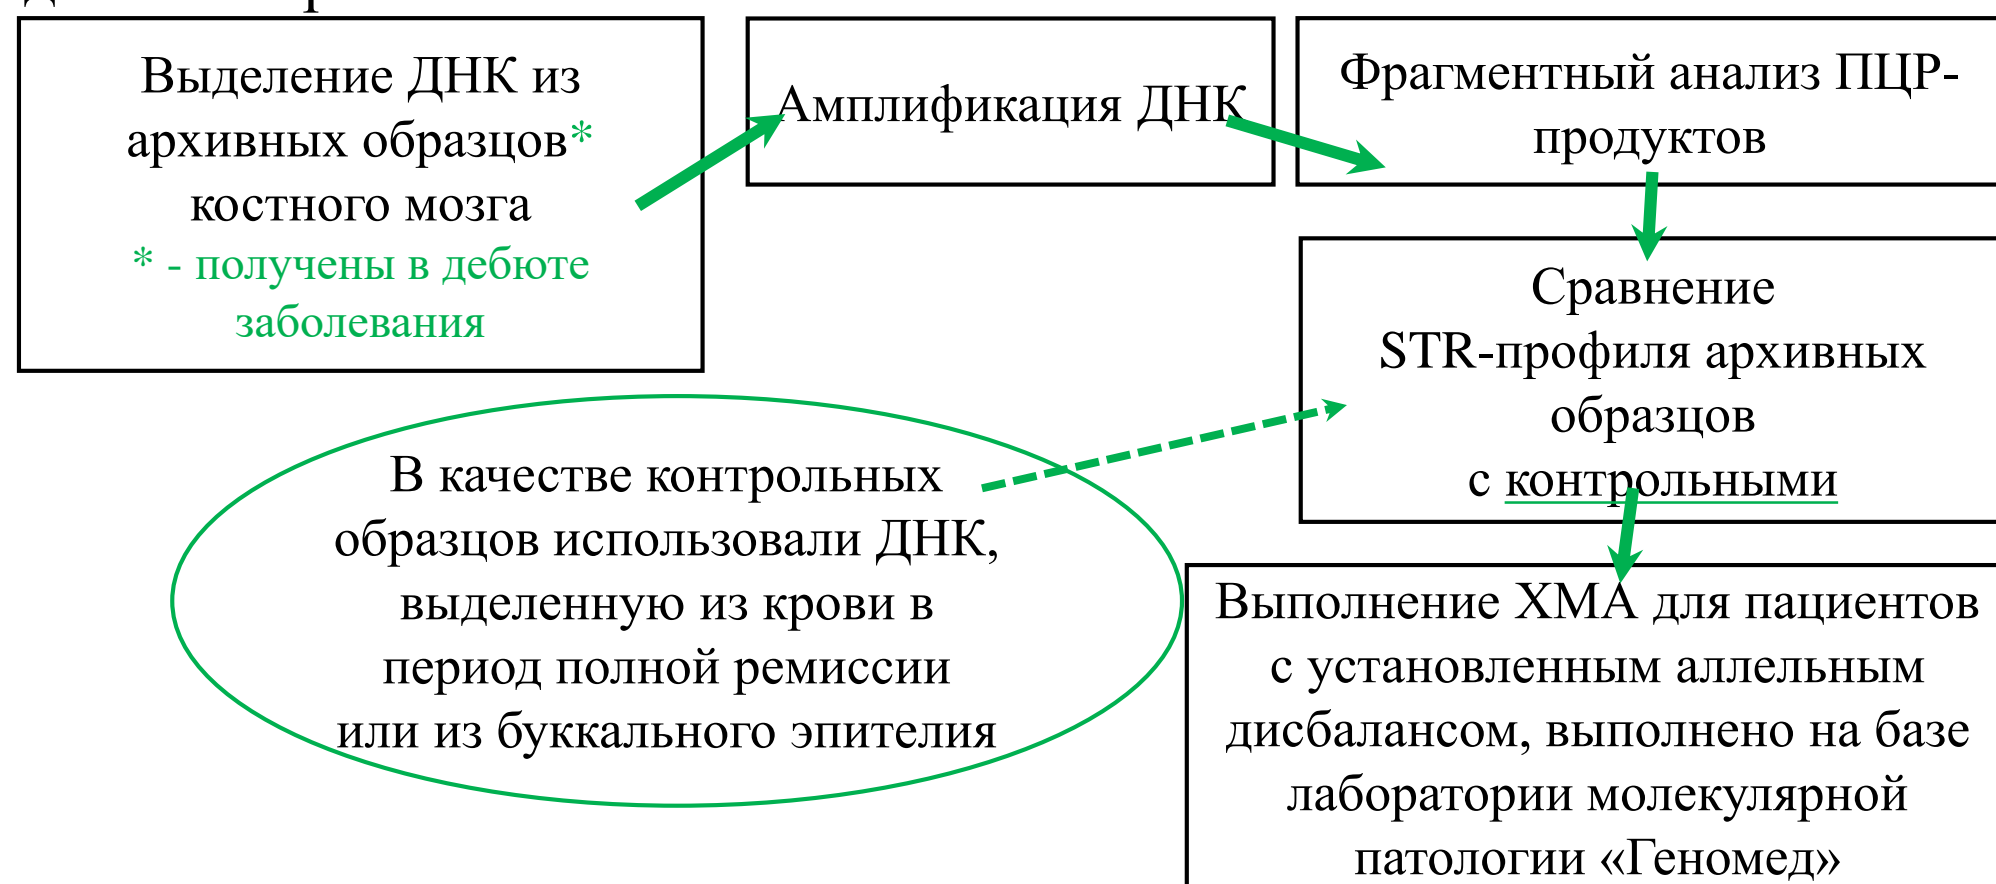 Выделение ДНК из
архивных образцов*
костного мозга
* - получены в дебюте
заболевания
Амплификация ДНК
Фрагментный анализ ПЦР-
продуктов
Сравнение
STR-профиля архивных
образцов
с контрольными
В качестве контрольных
образцов использовали ДНК,
выделенную из крови в
период полной ремиссии
или из буккального эпителия
Выполнение ХМА для пациентов
с установленным аллельным
дисбалансом, выполнено на базе
лаборатории молекулярной
патологии «Геномед»